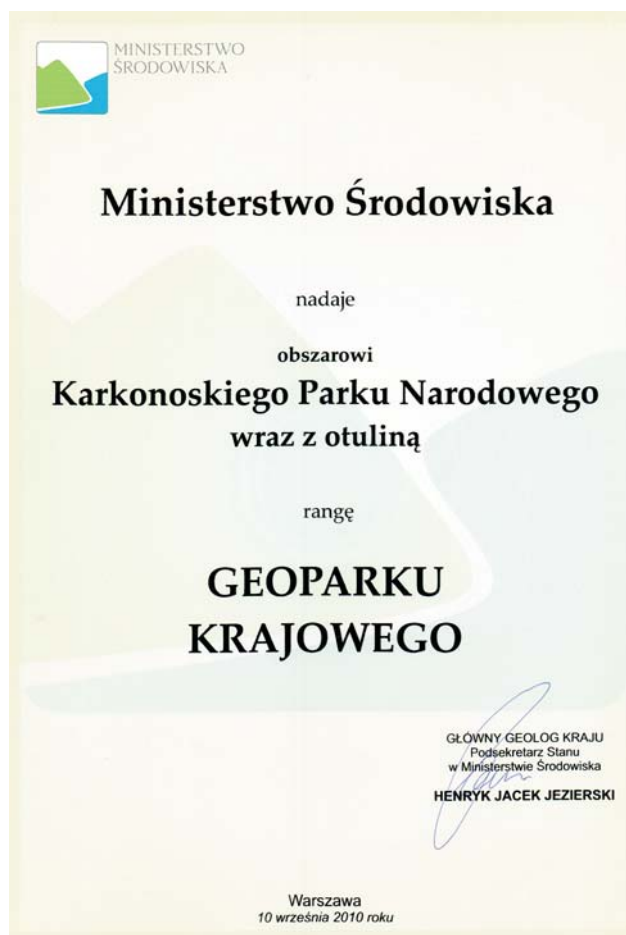 MINISTERSTWO
ŚRODOWISKA
Ministerstwo Środowiska
nadaje
obszarowi
Karkonoskiego Parku Narodowego
wraz z otuliną
rangę
GEOPARKU
KRAJOWEGO
GŁÓWNY GEOLOG KRAJU
Podsekretarz Stanu
w Ministerstwie Środowiska
HENRYK JACEK JEZIERSKI
Warszawa
10 września 2010 roku